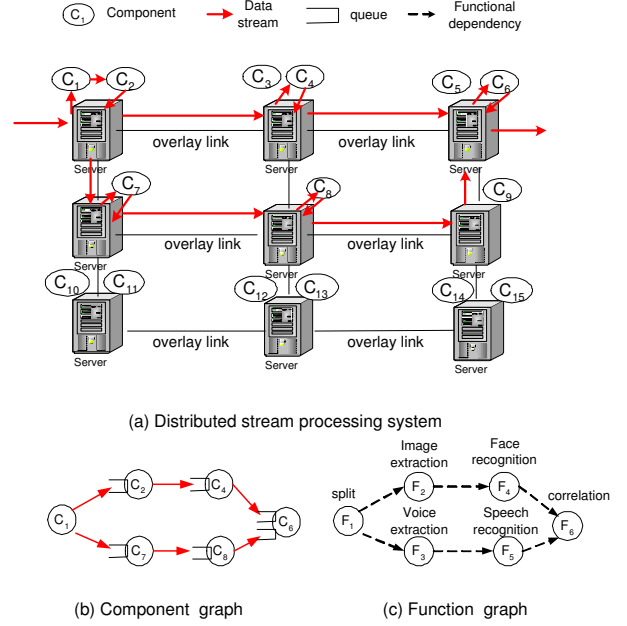 C1 Component
Data stream
queue
Functional dependency
C1 C2
C3 C4
C5 C6
overlay link
overlay link
Server
Server
Server
C7
C8
C9
overlay link
overlay link
Server
Server
Server
C10 C11
C12 C13
C14 C15
overlay link
overlay link
Server
Server
Server
(a) Distributed stream processing system
C1
C2
C4
C7
C8
C6
(b) Component graph
split
Image extraction
Face recognition
correlation
F1
F2
F4
F6
Voice extraction
Speech recognition
F3
F5
(c) Function graph